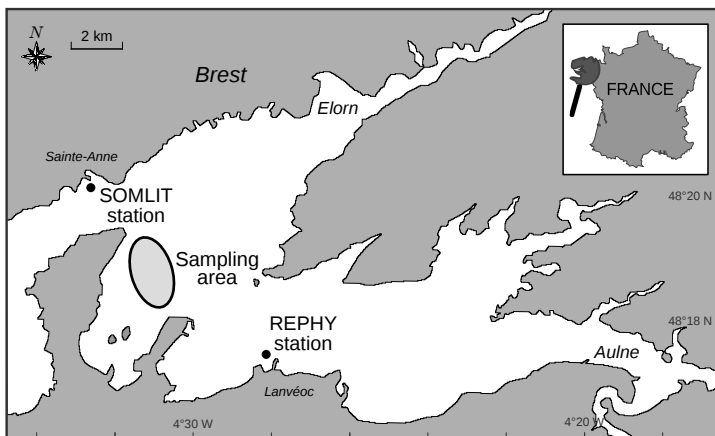 N
2 km
Brest
Elorn
FRANCE
Sainte-Anne
SOMLIT
station
48°20 N
Sampling
area
48°18 N
REPHY
station
Aulne
Lanvéoc
4°30 W
4°20 W